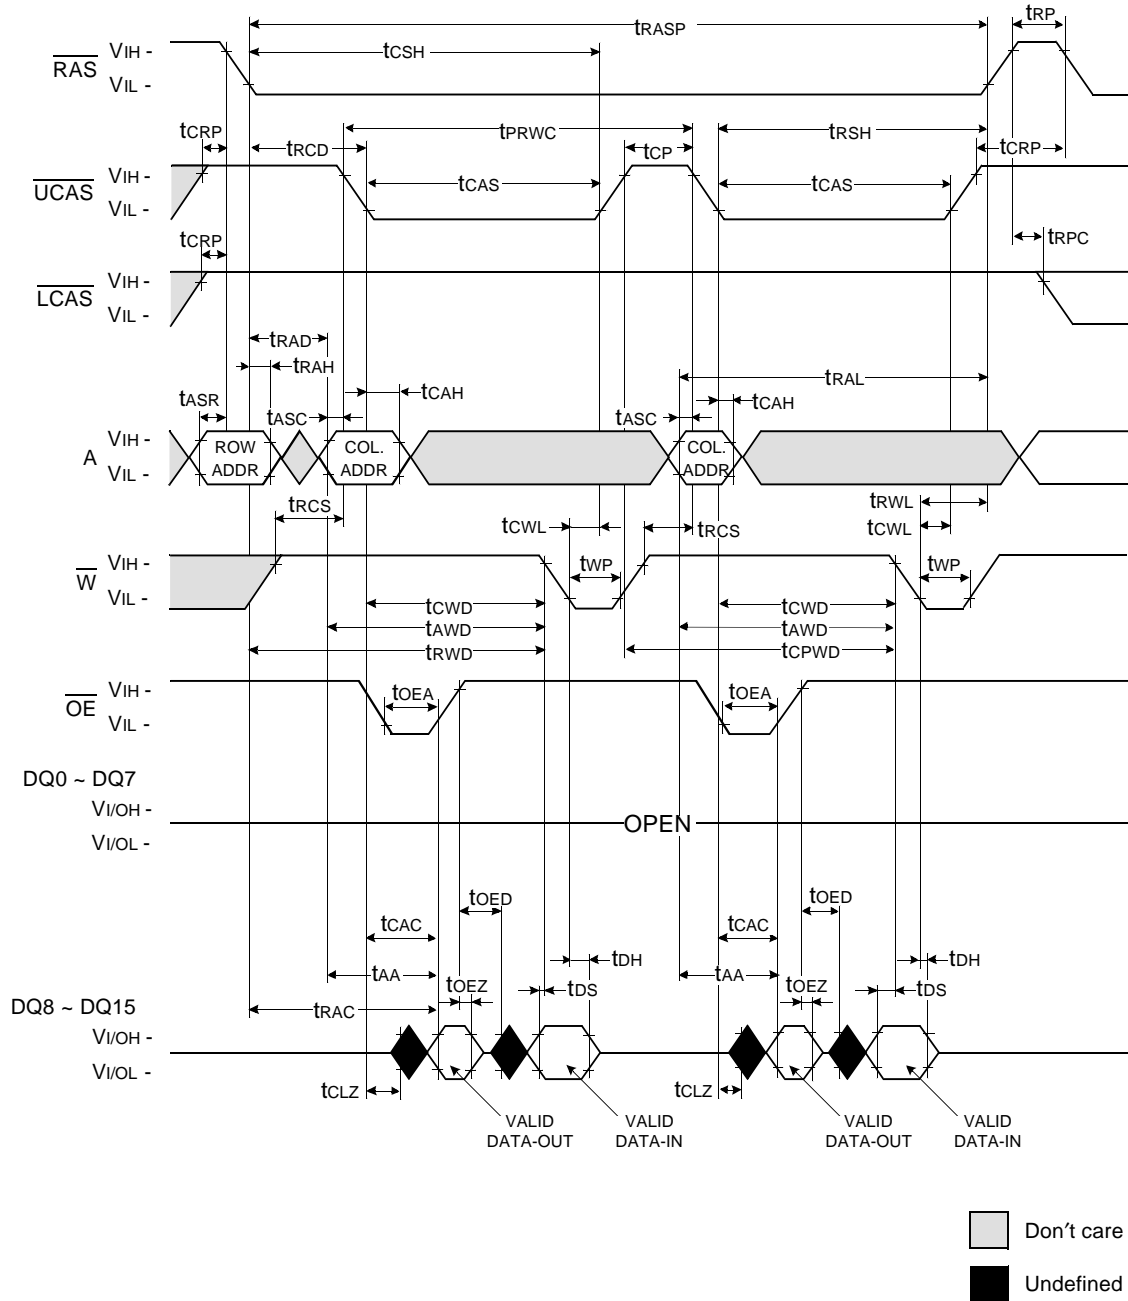 tRASP
tRP
tCSH
RAS
VIH -
VIL -
tCRP
tRCD
tPRWC
tCP
tRSH
tCRP
UCAS
VIH -
VIL -
tCAS
tCAS
tCRP
tRPC
LCAS
VIH -
VIL -
tRAD
tRAH
tASR
tASC
tCAH
tRAL
tASC
tCAH
A
VIH -
VIL -
ROW
ADDR
COL.
ADDR
COL.
ADDR
tRCS
tCWL
tRCS
tRWL
tCWL
W
VIH -
VIL -
tWP
tWP
tCWD
tCWD
tAWD
tAWD
tRWD
tCPWD
OE
VIH -
VIL -
tOEA
tOEA
DQ0 ~ DQ7
VI/OH -
VI/OL -
OPEN
tOED
tOED
tCAC
tCAC
tAA
tDH
tAA
tDH
tOEZ
tDS
tOEZ
tDS
tRAC
DQ8 ~ DQ15
VI/OH -
VI/OL -
tCLZ
tCLZ
VALID
DATA-OUT
VALID
DATA-IN
VALID
DATA-OUT
VALID
DATA-IN
Don′t care
Undefined